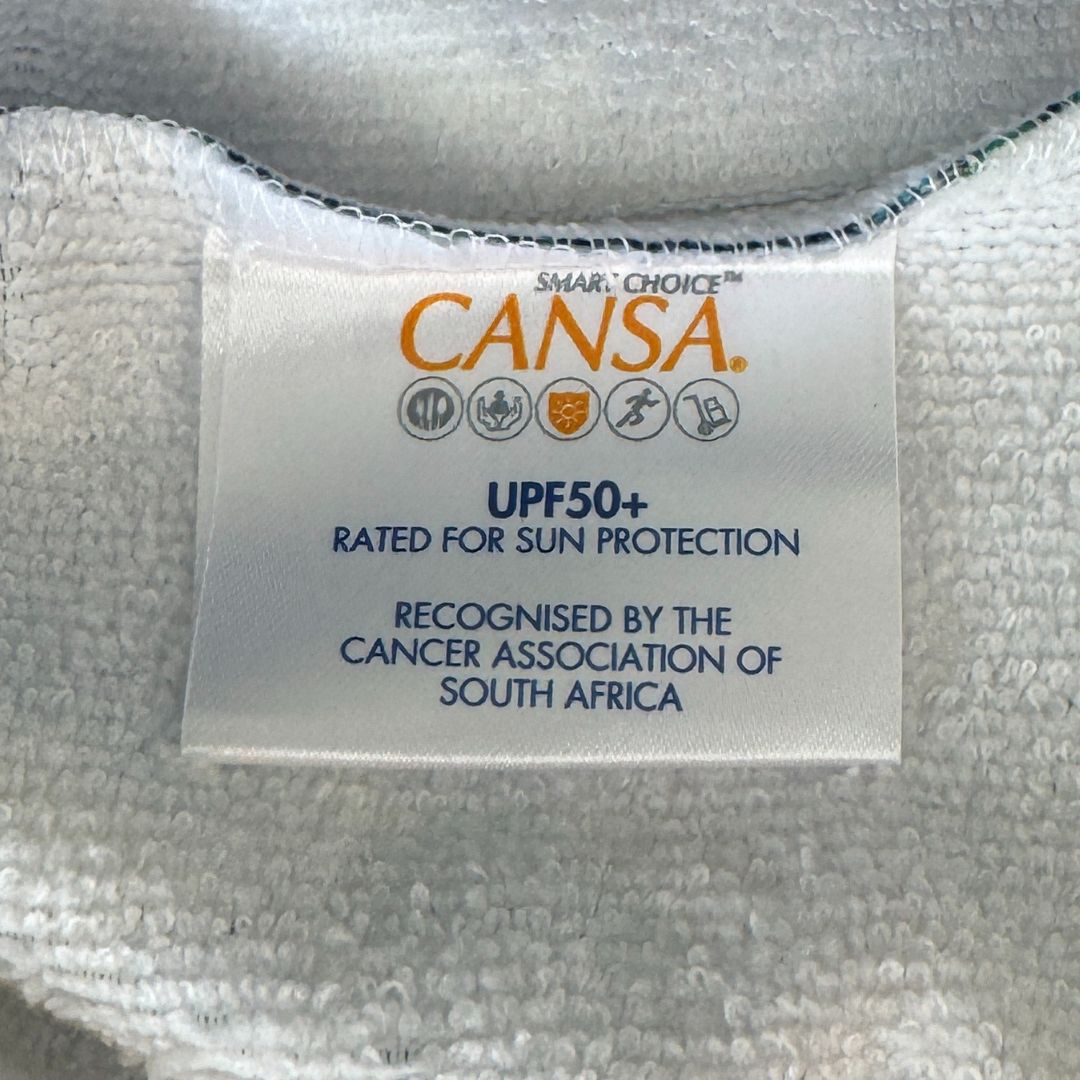 SMART CHOICE™
CANSA®
UPF50+
RATED FOR SUN PROTECTION
RECOGNISED BY THE
CANCER ASSOCIATION OF
SOUTH AFRICA